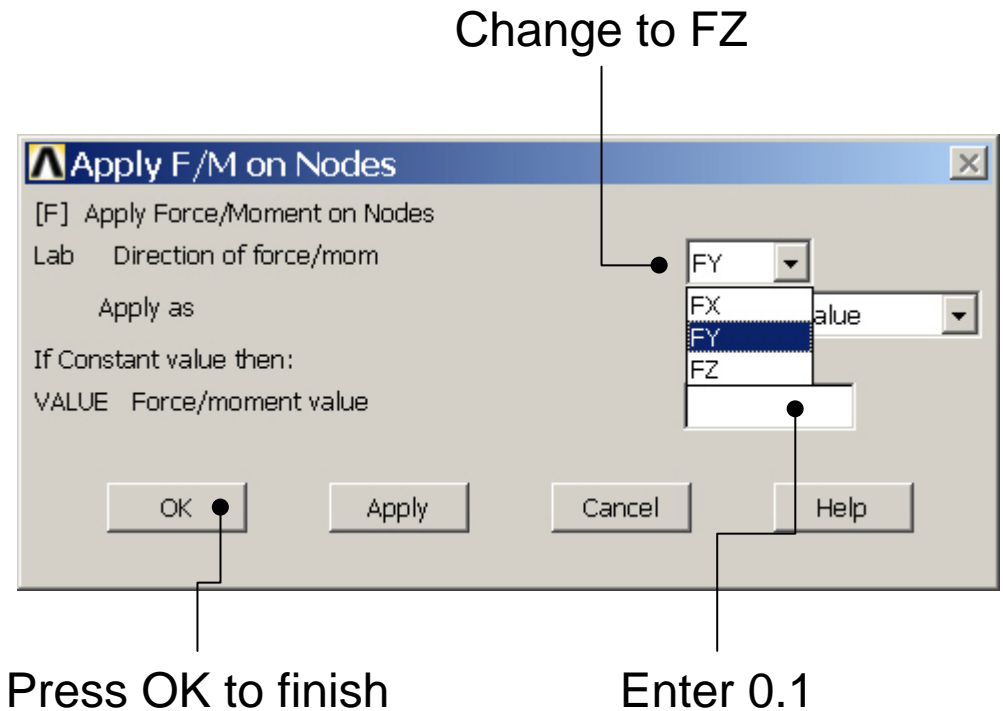 Change to FZ
Apply F/M on Nodes
[F] Apply Force/Moment on Nodes
Lab Direction of force/mom FY
Apply as FX alue
FY
If Constant value then:
FZ
VALUE Force/moment value
OK Apply Cancel Help
Press OK to finish Enter 0.1